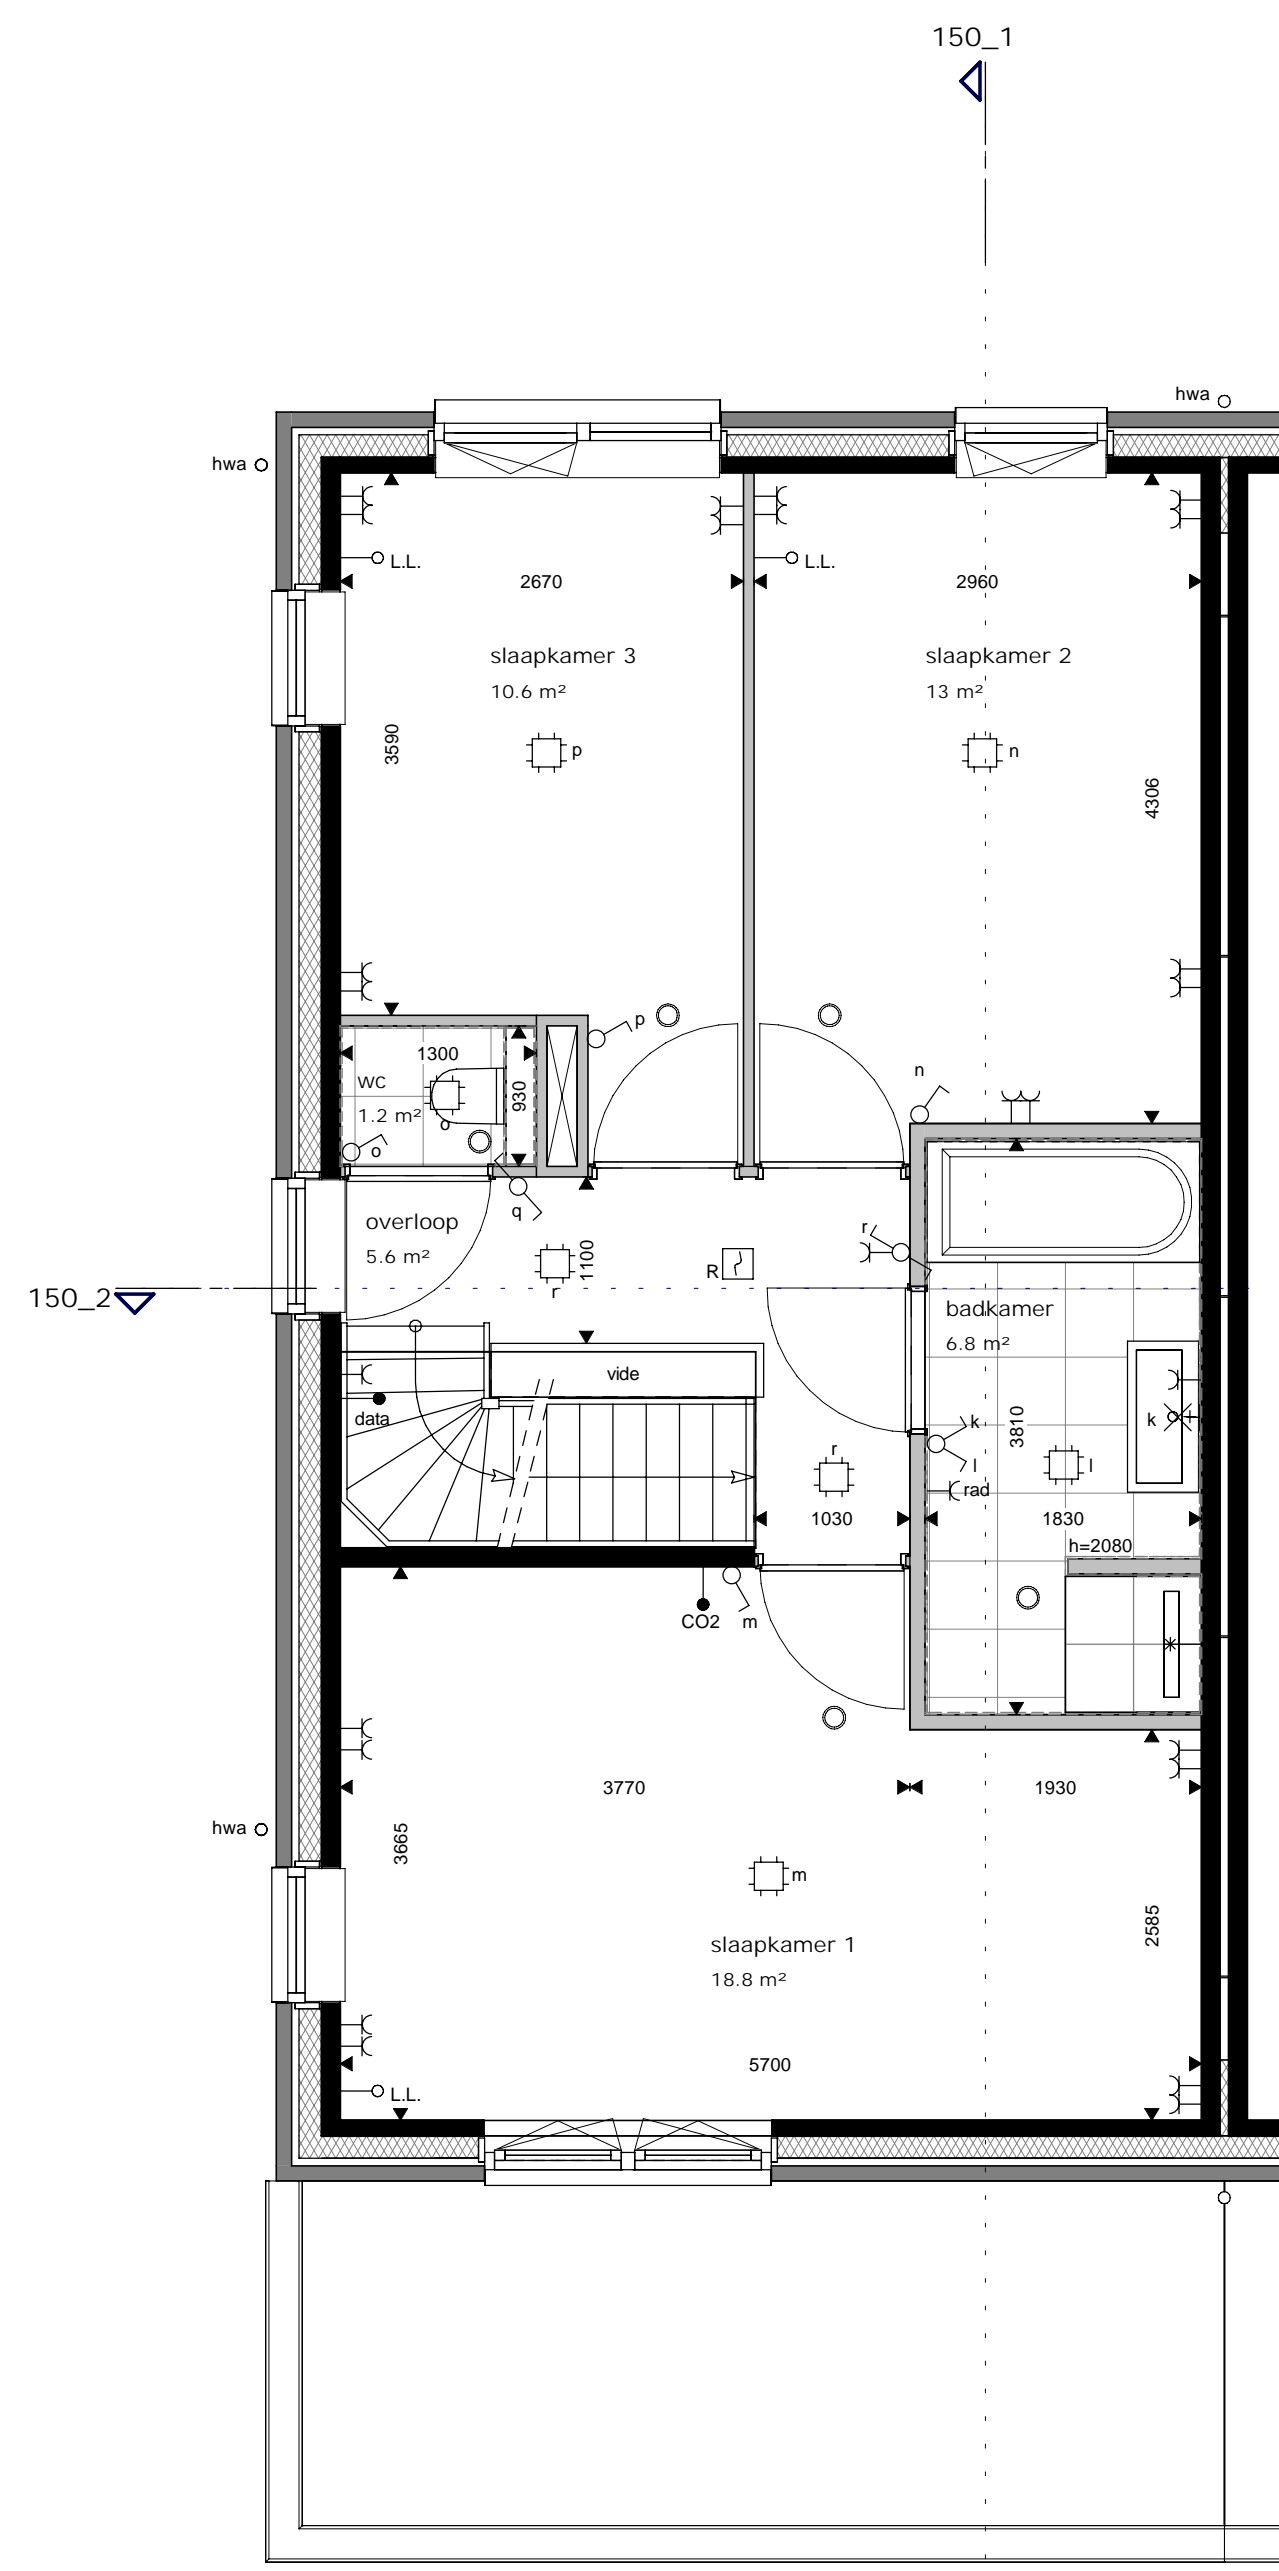 150_1
hwa
hwa
L.L.
L.L.
2670
2960
slaapkamer 3
10.6 m²
slaapkamer 2
13 m²
3590
p
n
4306
p
1300
WC
1.2 m²
930
o
o
n
q
overloop
5.6 m²
1100
r
R
r
150_2
badkamer
6.8 m²
vide
data
k
k
3810
l
l
r
rad
1030
1830
h=2080
CO2
m
3770
1930
hwa
3665
m
2585
slaapkamer 1
18.8 m²
5700
L.L.